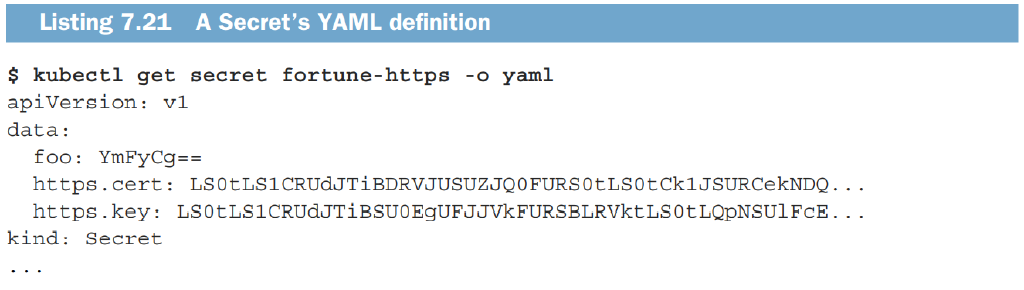 Listing 7.21 A Secret's YAML definition
$ kubectl get secret fortune-https -o yaml
apiVersion: v1
data:
  foo: YmFyCg==
  https.cert: LS0tLS1CRUdJTiBDRVJUSUZJQ0FURS0tLS0tCk1JSURCekNDQ...
  https.key: LS0tLS1CRUdJTiBSU0EgUFJJVkFURSBLRVktLS0tLQpNSUlFcE...
kind: Secret
...